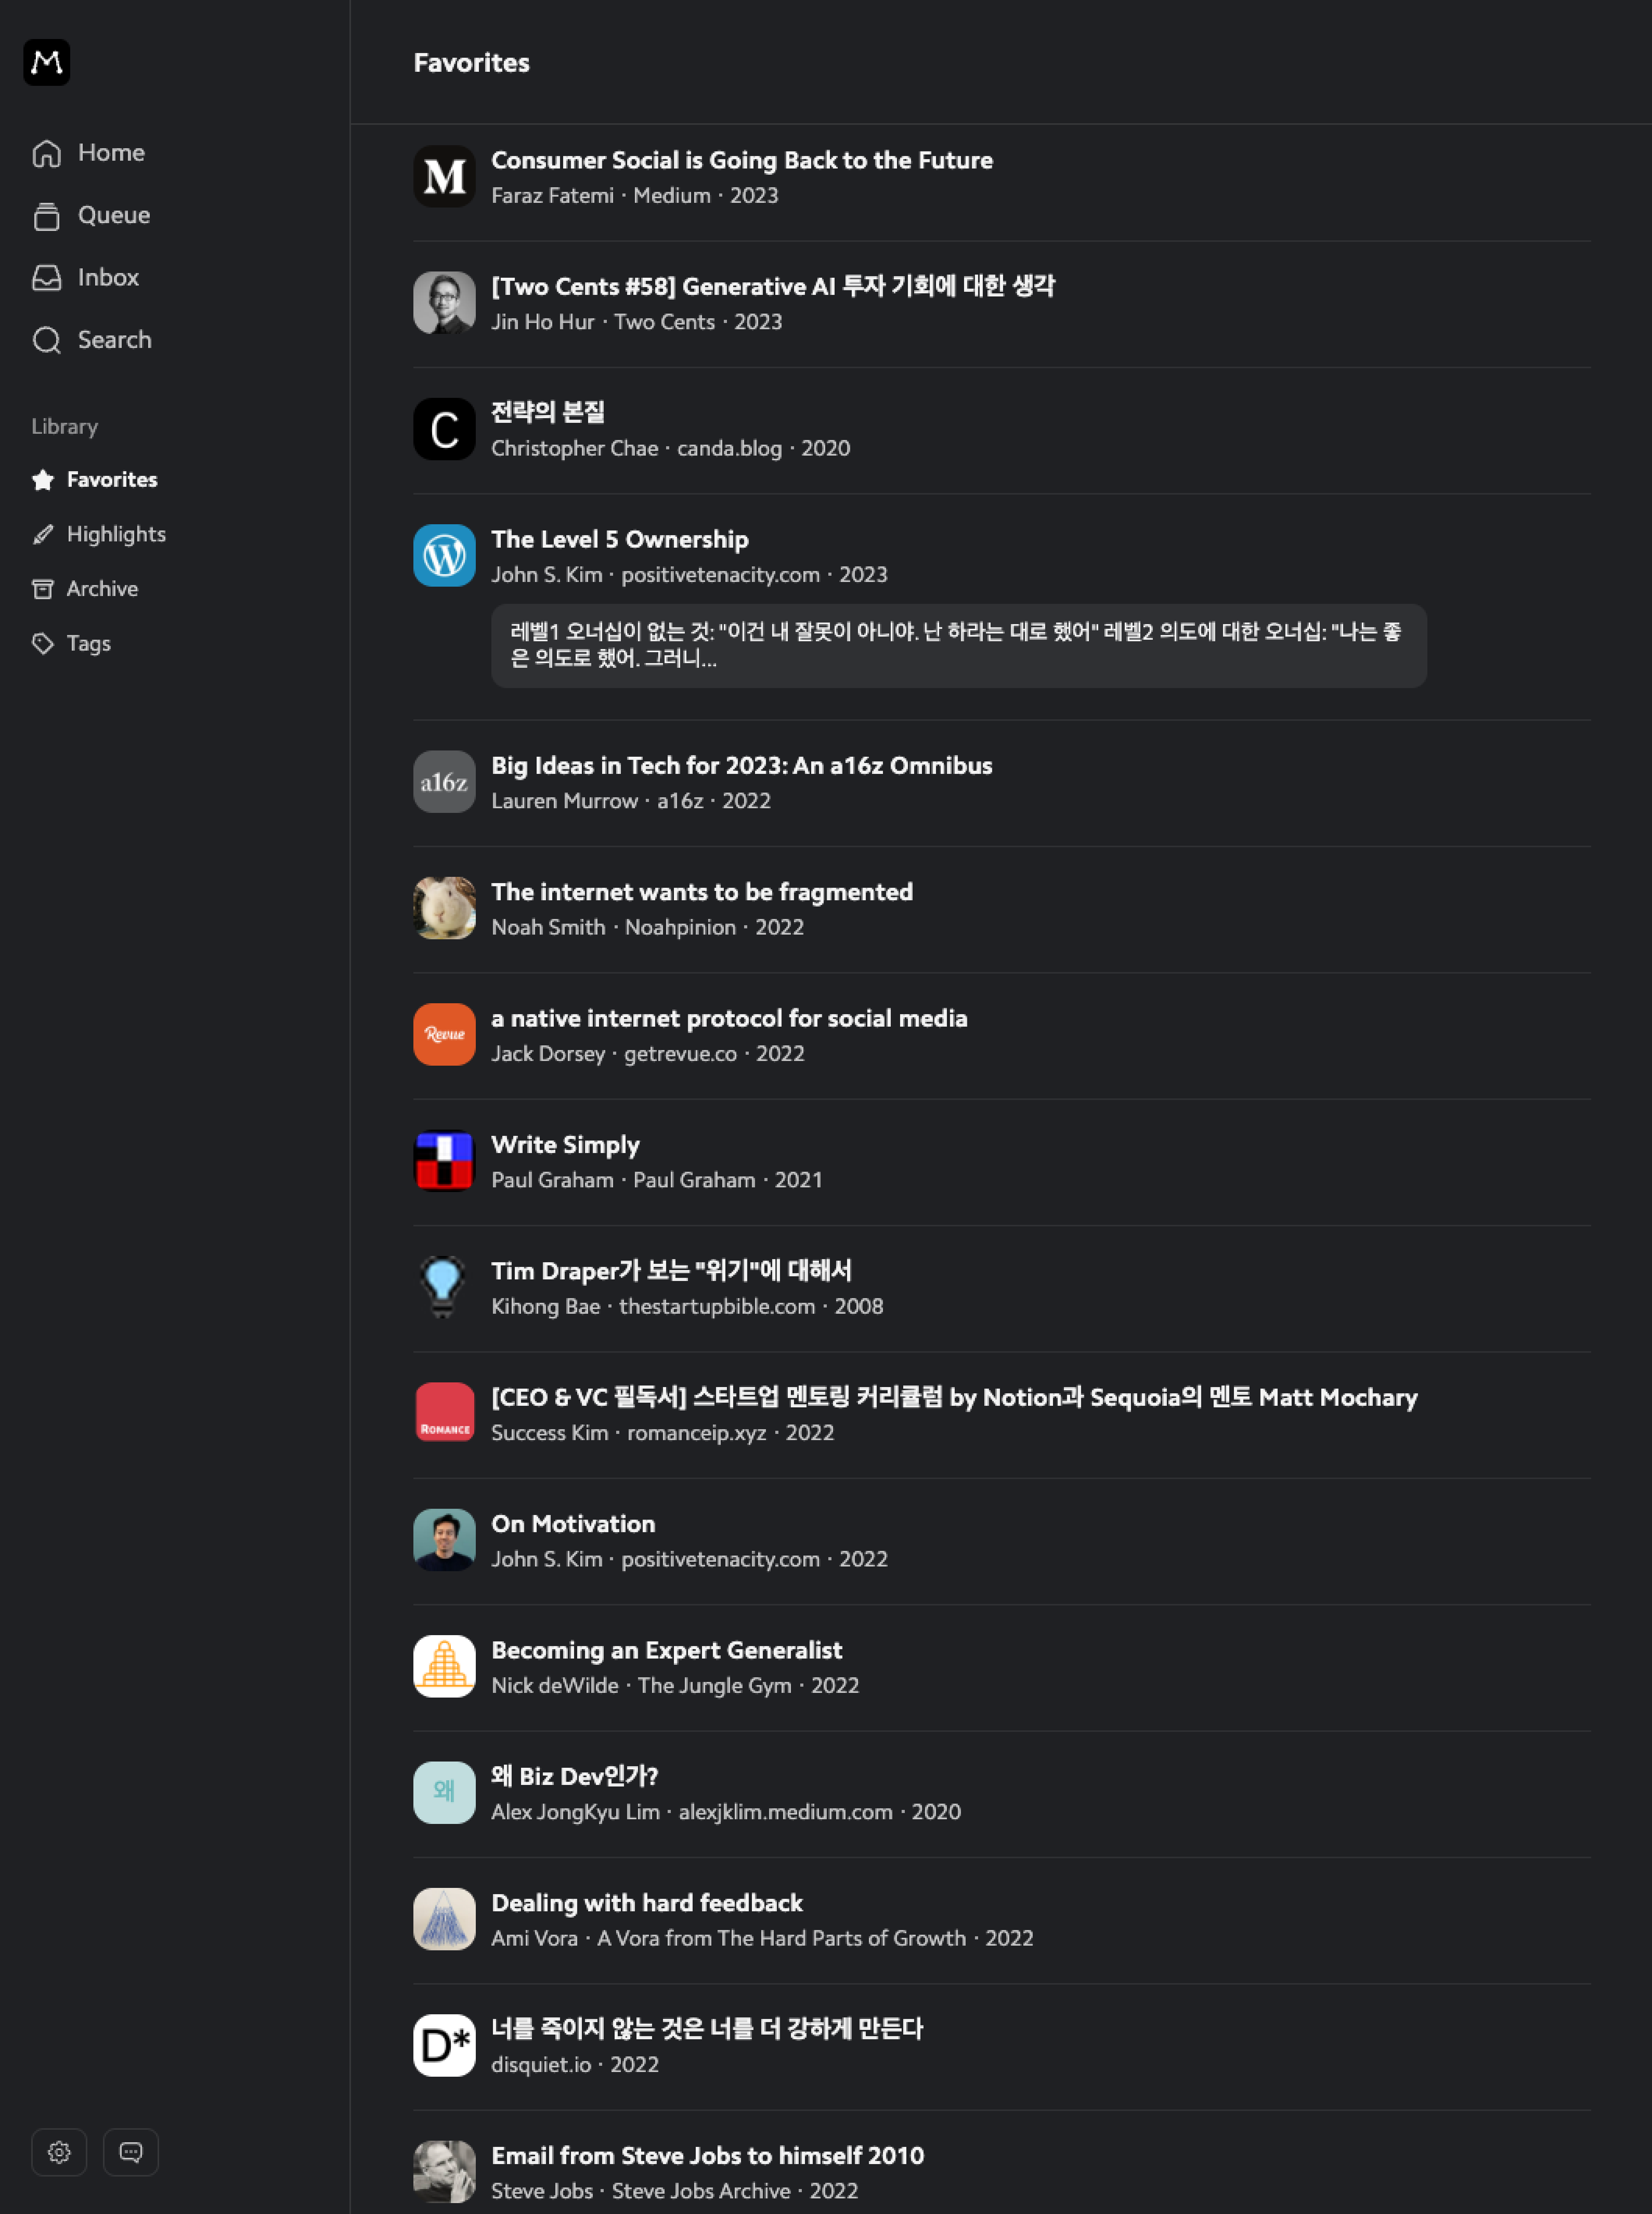 M
Favorites
Home
Queue
Inbox
Search
Library
Favorites
Highlights
Archive
Tags
M
Consumer Social is Going Back to the Future
Faraz Fatemi · Medium · 2023
[Two Cents #58] Generative AI 투자 기회에 대한 생각
Jin Ho Hur · Two Cents · 2023
C
전략의 본질
Christopher Chae · canda.blog · 2020
W
The Level 5 Ownership
John S. Kim · positivetenacity.com · 2023
레벨1 오너십이 없는 것: "이건 내 잘못이 아니야. 난 하라는 대로 했어" 레벨2 의도에 대한 오너십: "나는 좋
은 의도로 했어. 그러니...
a16z
Big Ideas in Tech for 2023: An a16z Omnibus
Lauren Murrow · a16z · 2022
The internet wants to be fragmented
Noah Smith · Noahpinion · 2022
Revue
a native internet protocol for social media
Jack Dorsey · getrevue.co · 2022
Write Simply
Paul Graham · Paul Graham · 2021
Tim Draper가 보는 "위기"에 대해서
Kihong Bae · thestartupbible.com · 2008
ROMANCE
[CEO & VC 필독서] 스타트업 멘토링 커리큘럼 by Notion과 Sequoia의 멘토 Matt Mochary
Success Kim · romanceip.xyz · 2022
On Motivation
John S. Kim · positivetenacity.com · 2022
Becoming an Expert Generalist
Nick deWilde · The Jungle Gym · 2022
왜
왜 Biz Dev인가?
Alex JongKyu Lim · alexjklim.medium.com · 2020
Dealing with hard feedback
Ami Vora · A Vora from The Hard Parts of Growth · 2022
D*
너를 죽이지 않는 것은 너를 더 강하게 만든다
disquiet.io · 2022
Email from Steve Jobs to himself 2010
Steve Jobs · Steve Jobs Archive · 2022